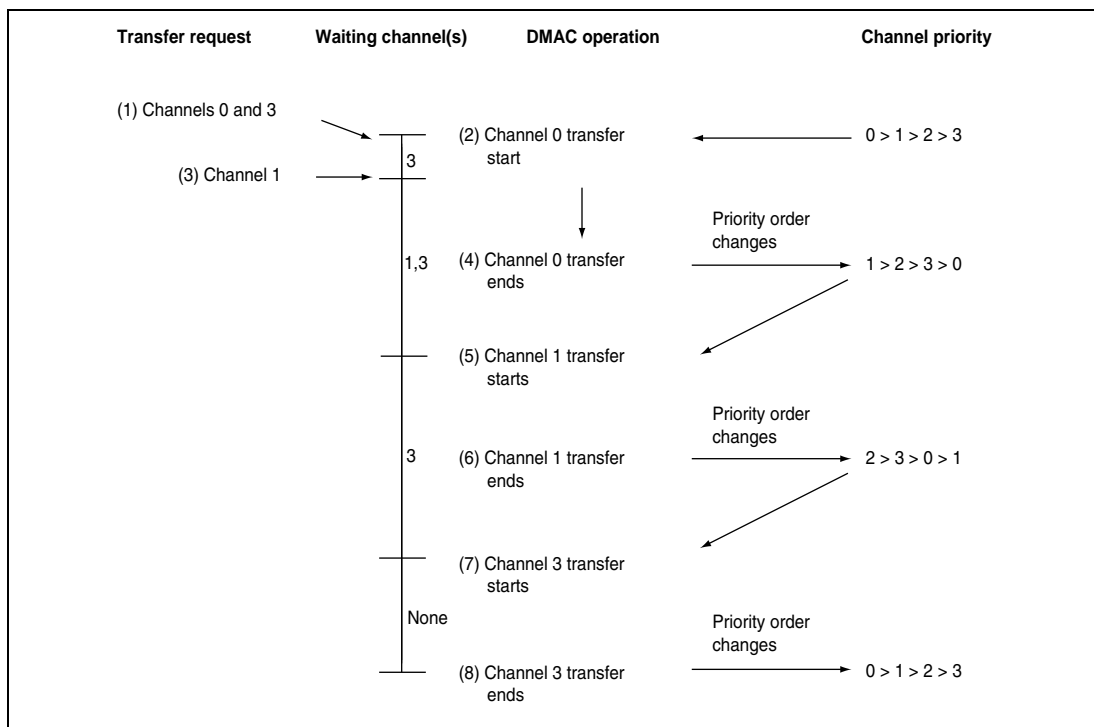 Transfer request Waiting channel(s) DMAC operation Channel priority
(1) Channels 0 and 3
(2) Channel 0 transfer
start
0 > 1 > 2 > 3
3
(3) Channel 1
Priority order
changes
1,3
(4) Channel 0 transfer
ends
1 > 2 > 3 > 0
(5) Channel 1 transfer
starts
Priority order
changes
3
(6) Channel 1 transfer
ends
2 > 3 > 0 > 1
(7) Channel 3 transfer
starts
None
Priority order
changes
(8) Channel 3 transfer
ends
0 > 1 > 2 > 3